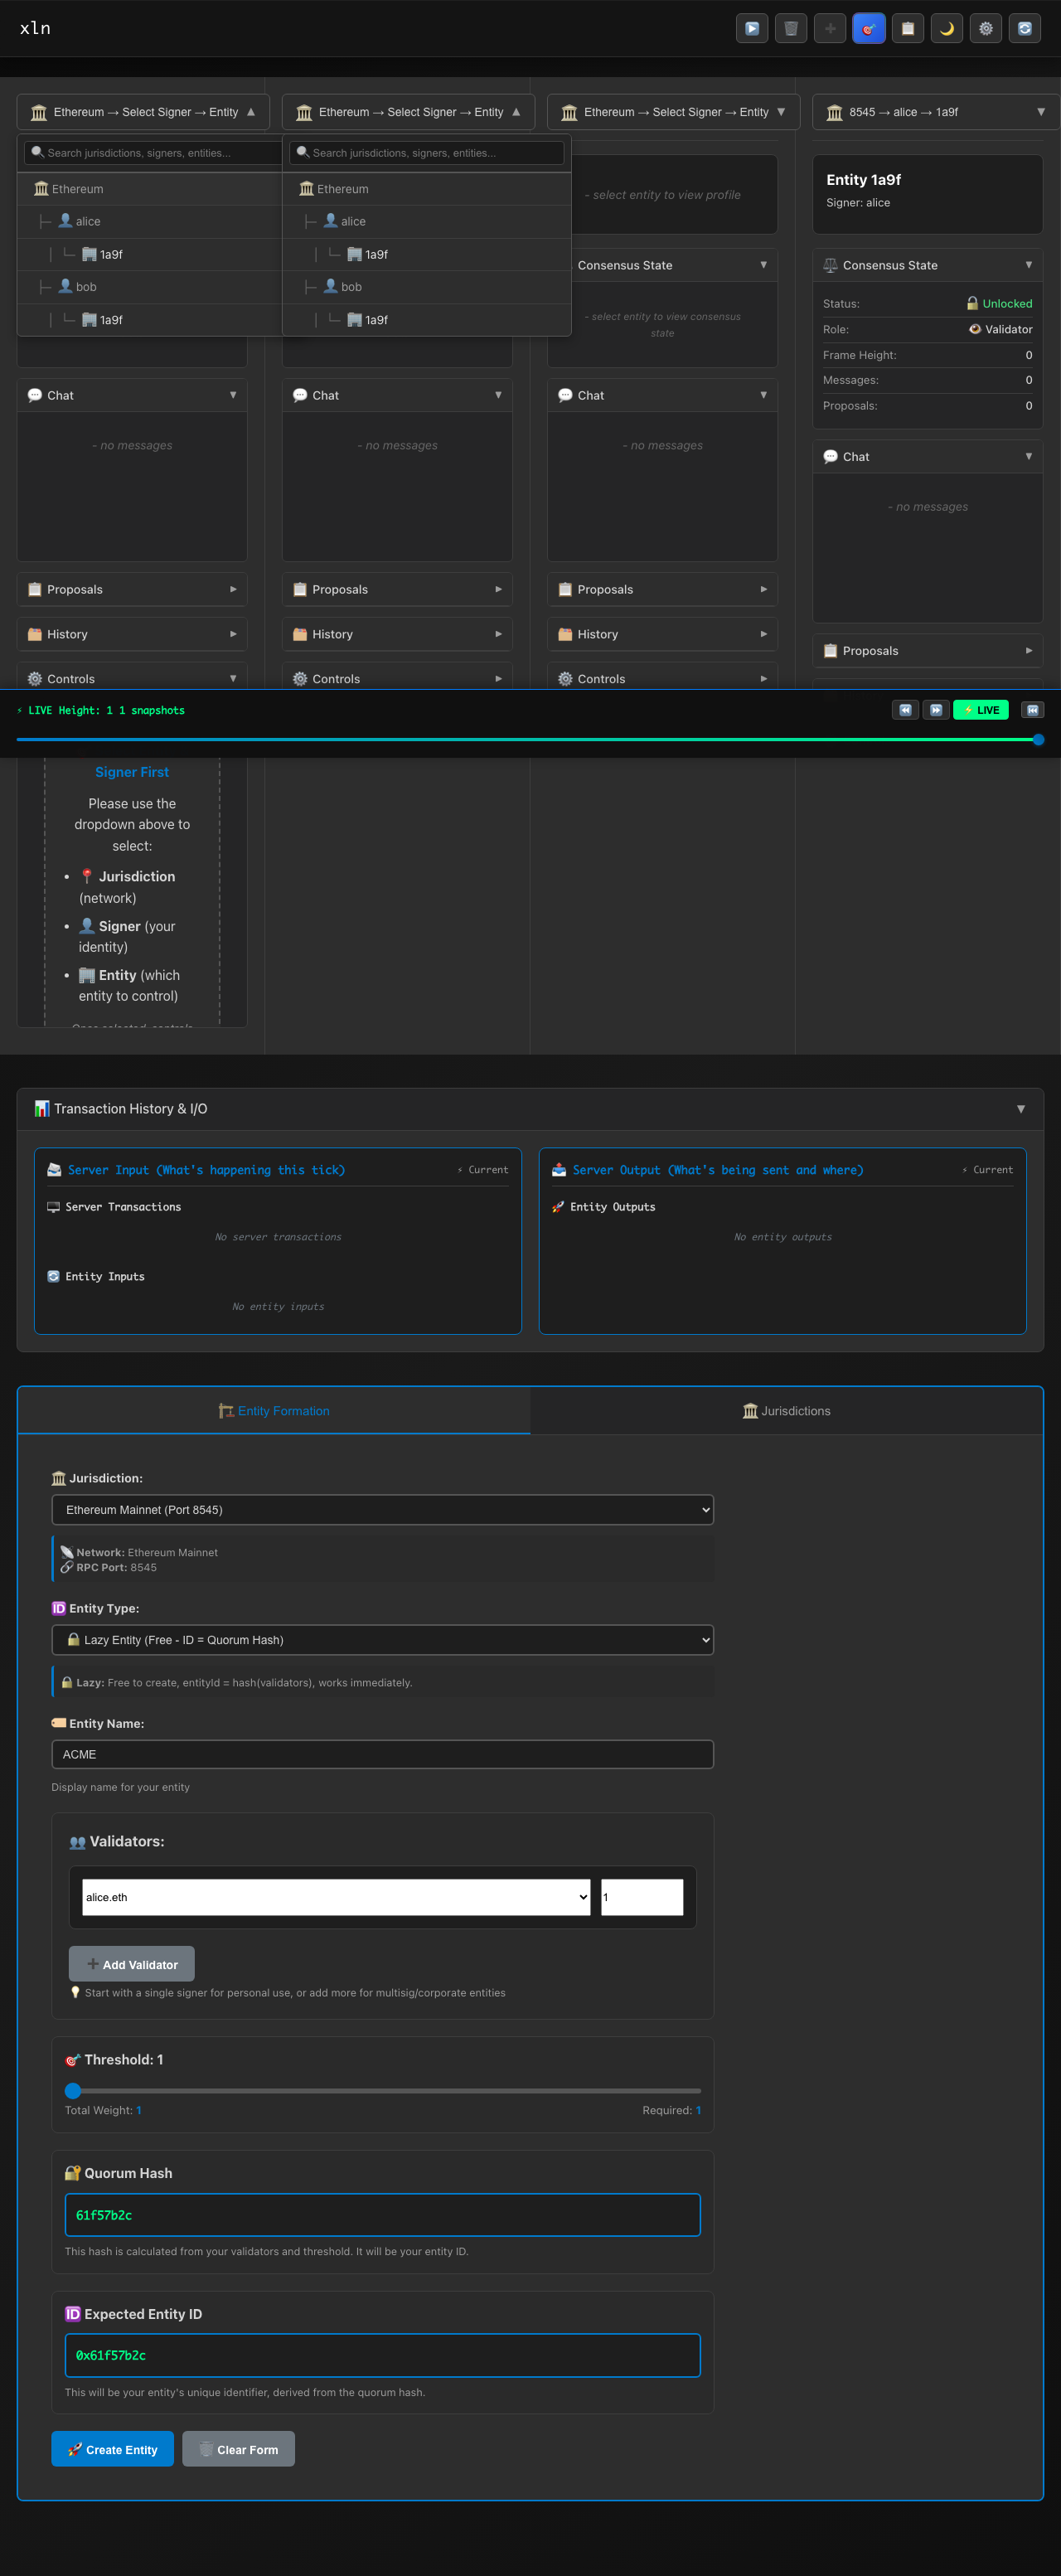 xln
Ethereum → Select Signer → Entity ▲
Search jurisdictions, signers, entities...
Ethereum
├─ alice
│ └─ 1a9f
├─ bob
│ └─ 1a9f
Chat ▼
- no messages
Proposals ▶
History ▶
Controls ▼
Ethereum → Select Signer → Entity ▲
Search jurisdictions, signers, entities...
Ethereum
├─ alice
│ └─ 1a9f
├─ bob
│ └─ 1a9f
Chat ▼
- no messages
Proposals ▶
History ▶
Controls ▶
Ethereum → Select Signer → Entity ▼
- select entity to view profile
Consensus State ▼
- select entity to view consensus
state
Chat ▼
- no messages
Proposals ▶
History ▶
Controls ▶
8545 → alice → 1a9f ▼
Entity 1a9f
Signer: alice
Consensus State ▼
Status: Unlocked
Role: Validator
Frame Height: 0
Messages: 0
Proposals: 0
Chat ▼
- no messages
Proposals ▶
⚡ LIVE Height: 1 1 snapshots
⚡ LIVE
Signer First
Please use the
dropdown above to
select:
• Jurisdiction
(network)
• Signer (your
identity)
• Entity (which
entity to control)
Transaction History & I/O ▼
Server Input (What's happening this tick) ⚡ Current
Server Transactions
No server transactions
Entity Inputs
No entity inputs
Server Output (What's being sent and where) ⚡ Current
Entity Outputs
No entity outputs
Entity Formation
Jurisdictions
Jurisdiction:
Ethereum Mainnet (Port 8545)
Network: Ethereum Mainnet
RPC Port: 8545
Entity Type:
Lazy Entity (Free - ID = Quorum Hash)
Lazy: Free to create, entityId = hash(validators), works immediately.
Entity Name:
ACME
Display name for your entity
Validators:
alice.eth 1
Add Validator
Start with a single signer for personal use, or add more for multisig/corporate entities
Threshold: 1
Total Weight: 1 Required: 1
Quorum Hash
61f57b2c
This hash is calculated from your validators and threshold. It will be your entity ID.
Expected Entity ID
0x61f57b2c
This will be your entity's unique identifier, derived from the quorum hash.
Create Entity Clear Form